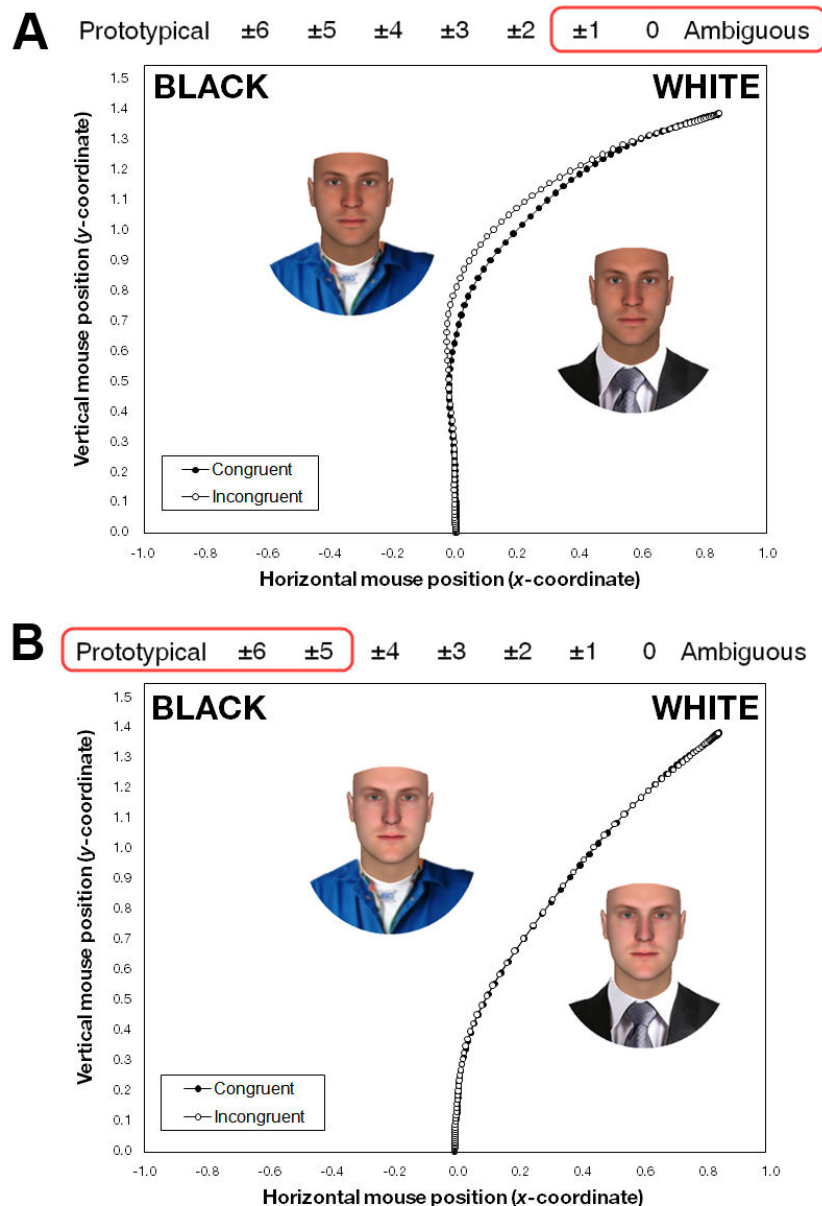 A
Prototypical ±6 ±5 ±4 ±3 ±2 ±1 0 Ambiguous
BLACK WHITE
Vertical mouse position (y-coordinate)
1.5
1.4
1.3
1.2
1.1
1.0
0.9
0.8
0.7
0.6
0.5
0.4
0.3
0.2
0.1
0.0
Congruent
Incongruent
-1.0 -0.8 -0.6 -0.4 -0.2 0.0 0.2 0.4 0.6 0.8 1.0
Horizontal mouse position (x-coordinate)
B
Prototypical ±6 ±5 ±4 ±3 ±2 ±1 0 Ambiguous
BLACK WHITE
Vertical mouse position (y-coordinate)
1.5
1.4
1.3
1.2
1.1
1.0
0.9
0.8
0.7
0.6
0.5
0.4
0.3
0.2
0.1
0.0
Congruent
Incongruent
-1.0 -0.8 -0.6 -0.4 -0.2 0.0 0.2 0.4 0.6 0.8 1.0
Horizontal mouse position (x-coordinate)